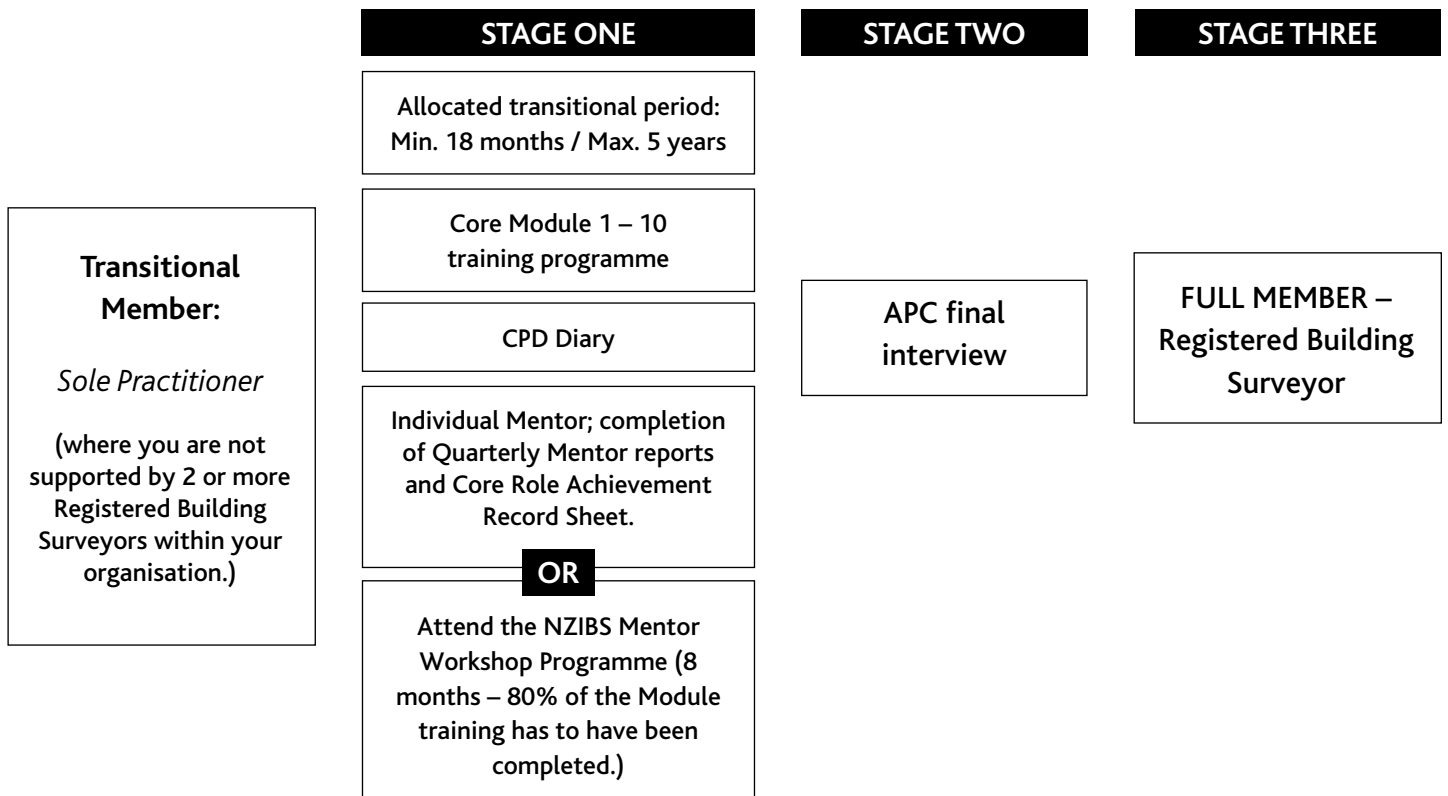 Transitional
Member:
Sole Practitioner
(where you are not
supported by 2 or more
Registered Building
Surveyors within your
organisation.)
STAGE ONE
Allocated transitional period:
Min. 18 months / Max. 5 years
Core Module 1 – 10
training programme
CPD Diary
Individual Mentor; completion
of Quarterly Mentor reports
and Core Role Achievement
Record Sheet.
OR
Attend the NZIBS Mentor
Workshop Programme (8
months – 80% of the Module
training has to have been
completed.)
STAGE TWO
APC final
interview
STAGE THREE
FULL MEMBER –
Registered Building
Surveyor